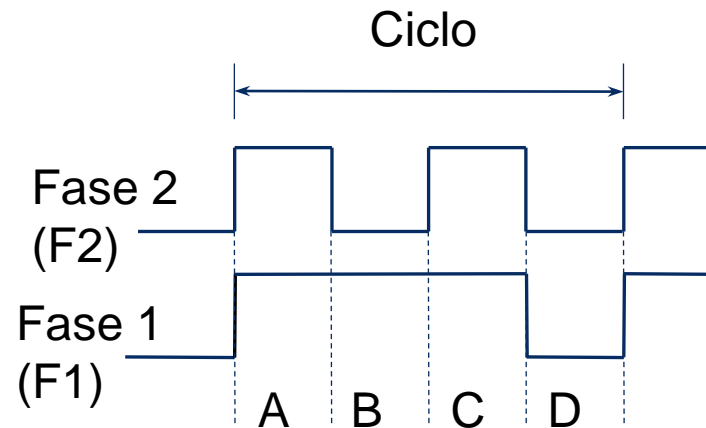 Ciclo
Fase 2
(F2)
Fase 1
(F1)
A B C D